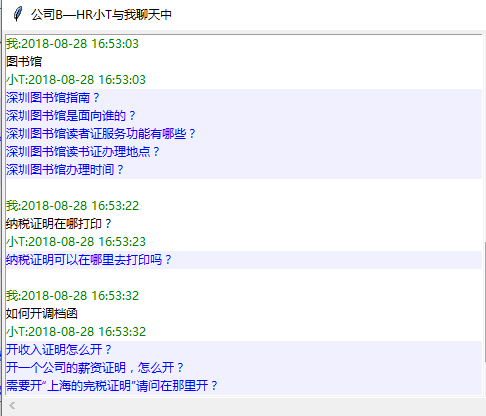 公司B—HR小T与我聊天中
我:2018-08-28 16:53:03
图书馆
小T:2018-08-28 16:53:03
深圳图书馆指南？
深圳图书馆是面向谁的？
深圳图书馆读者证服务功能有哪些？
深圳图书馆读书证办理地点？
深圳图书馆办理时间？
我:2018-08-28 16:53:22
纳税证明在哪打印？
小T:2018-08-28 16:53:23
纳税证明可以在哪里去打印吗？
我:2018-08-28 16:53:32
如何开调档函
小T:2018-08-28 16:53:32
开收入证明怎么开？
开一个公司的薪资证明，怎么开？
需要开“上海的完税证明”请问在那里开？